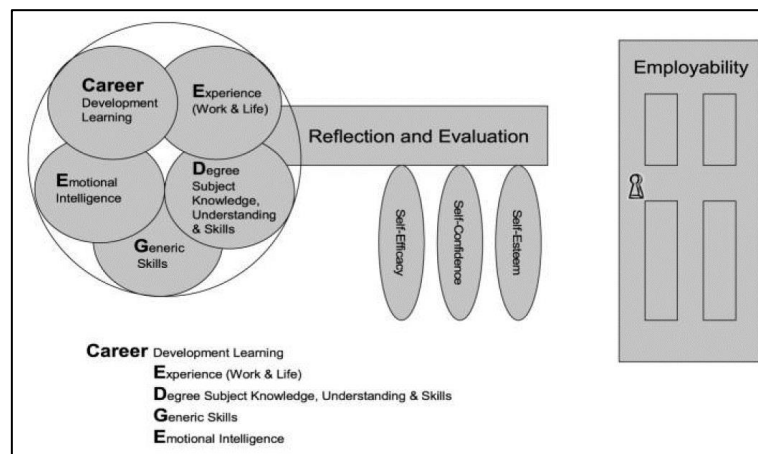 Career
Development
Learning
Experience
(Work & Life)
Reflection and Evaluation
Employability
Emotional
Intelligence
Degree
Subject
Knowledge,
Understanding
& Skills
Generic
Skills
Self-Efficacy
Self-Confidence
Self-Esteem
Career Development Learning
Experience (Work & Life)
Degree Subject Knowledge, Understanding & Skills
Generic Skills
Emotional Intelligence